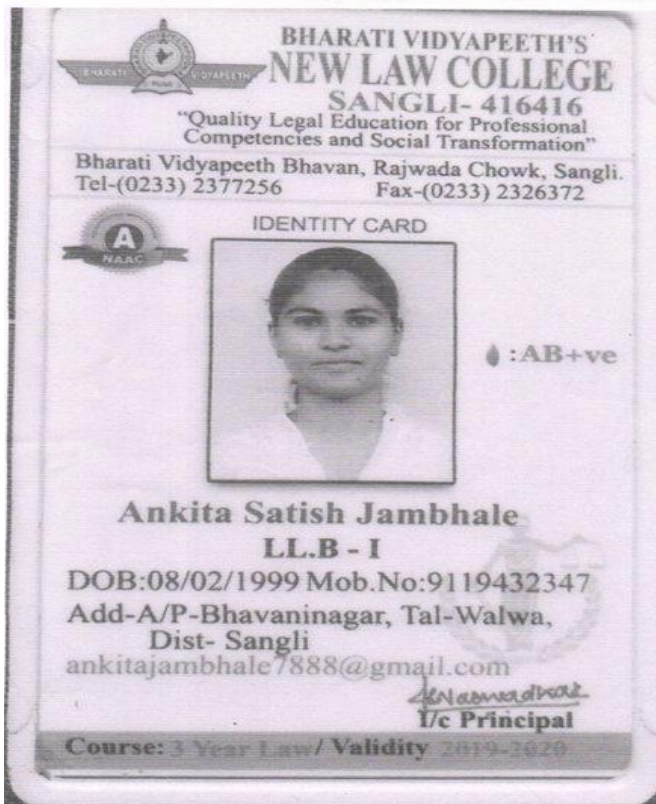 BHARATI VIDYAPEETH
PUNE
BHARATI VIDYAPEETH'S
NEW LAW COLLEGE
SANGLI- 416416
"Quality Legal Education for Professional
Competencies and Social Transformation"
Bharati Vidyapeeth Bhavan, Rajwada Chowk, Sangli.
Tel-(0233) 2377256 Fax-(0233) 2326372
IDENTITY CARD
A
NAAC
:AB+ve
Ankita Satish Jambhale
LL.B - I
DOB:08/02/1999 Mob.No:9119432347
Add-A/P-Bhavaninagar, Tal-Walwa,
Dist- Sangli
ankitajambhale7888@gmail.com
I/c Principal
Course: 3 Year Law/ Validity 2019-2020